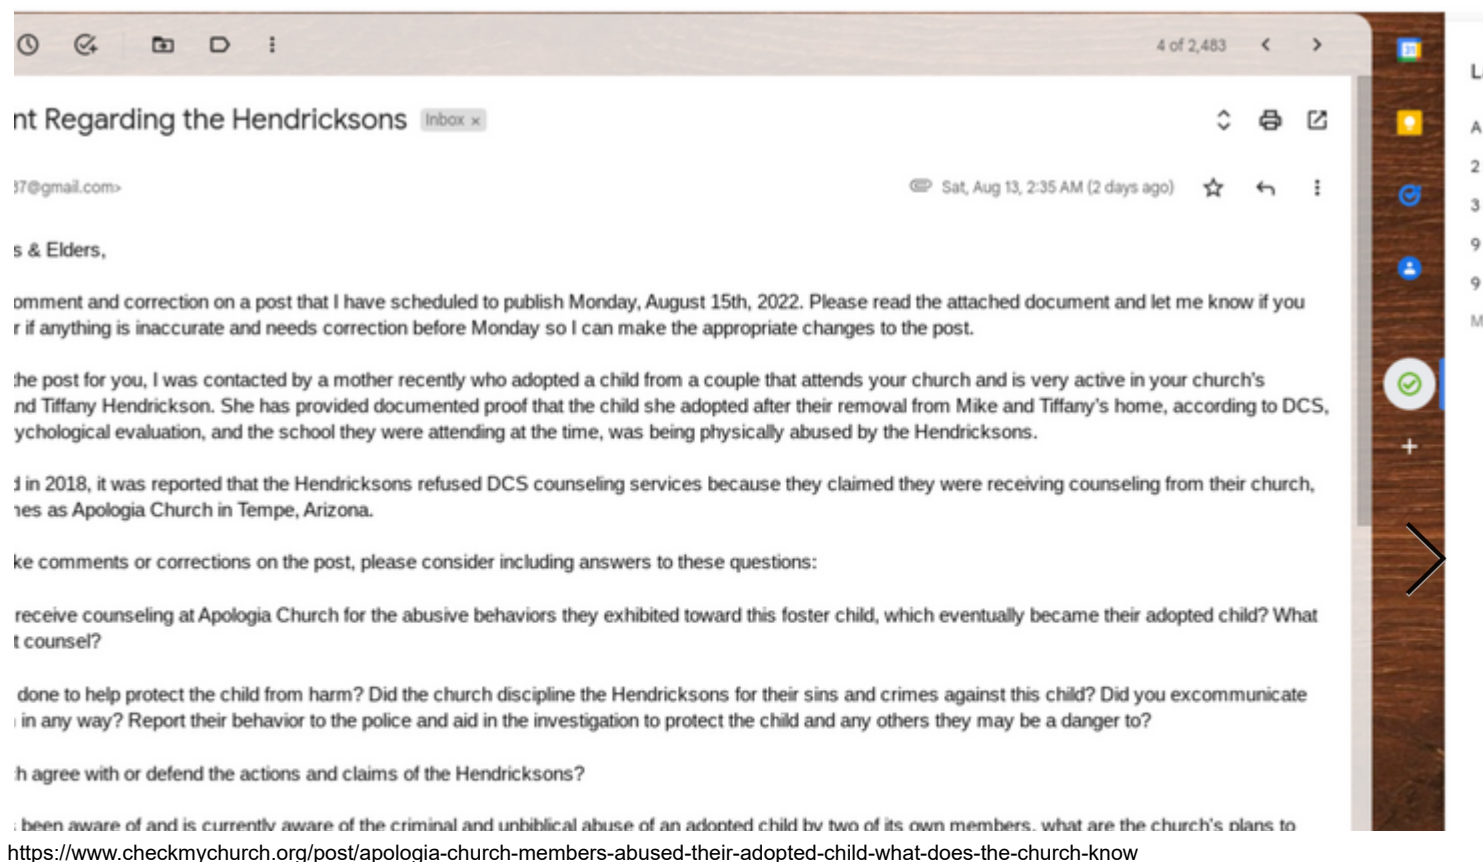 4 of 2,483
nt Regarding the Hendricksons Inbox x
37@gmail.com>
Sat, Aug 13, 2:35 AM (2 days ago)
s & Elders,
omment and correction on a post that I have scheduled to publish Monday, August 15th, 2022. Please read the attached document and let me know if you
r if anything is inaccurate and needs correction before Monday so I can make the appropriate changes to the post.
the post for you, I was contacted by a mother recently who adopted a child from a couple that attends your church and is very active in your church's
nd Tiffany Hendrickson. She has provided documented proof that the child she adopted after their removal from Mike and Tiffany's home, according to DCS,
ychological evaluation, and the school they were attending at the time, was being physically abused by the Hendricksons.
d in 2018, it was reported that the Hendricksons refused DCS counseling services because they claimed they were receiving counseling from their church,
nes as Apologia Church in Tempe, Arizona.
ke comments or corrections on the post, please consider including answers to these questions:
receive counseling at Apologia Church for the abusive behaviors they exhibited toward this foster child, which eventually became their adopted child? What
t counsel?
done to help protect the child from harm? Did the church discipline the Hendricksons for their sins and crimes against this child? Did you excommunicate
in any way? Report their behavior to the police and aid in the investigation to protect the child and any others they may be a danger to?
h agree with or defend the actions and claims of the Hendricksons?
been aware of and is currently aware of the criminal and unbiblical abuse of an adopted child by two of its own members, what are the church's plans to
31
L
A
2
3
9
9
M
https://www.checkmychurch.org/post/apologia-church-members-abused-their-adopted-child-what-does-the-church-know